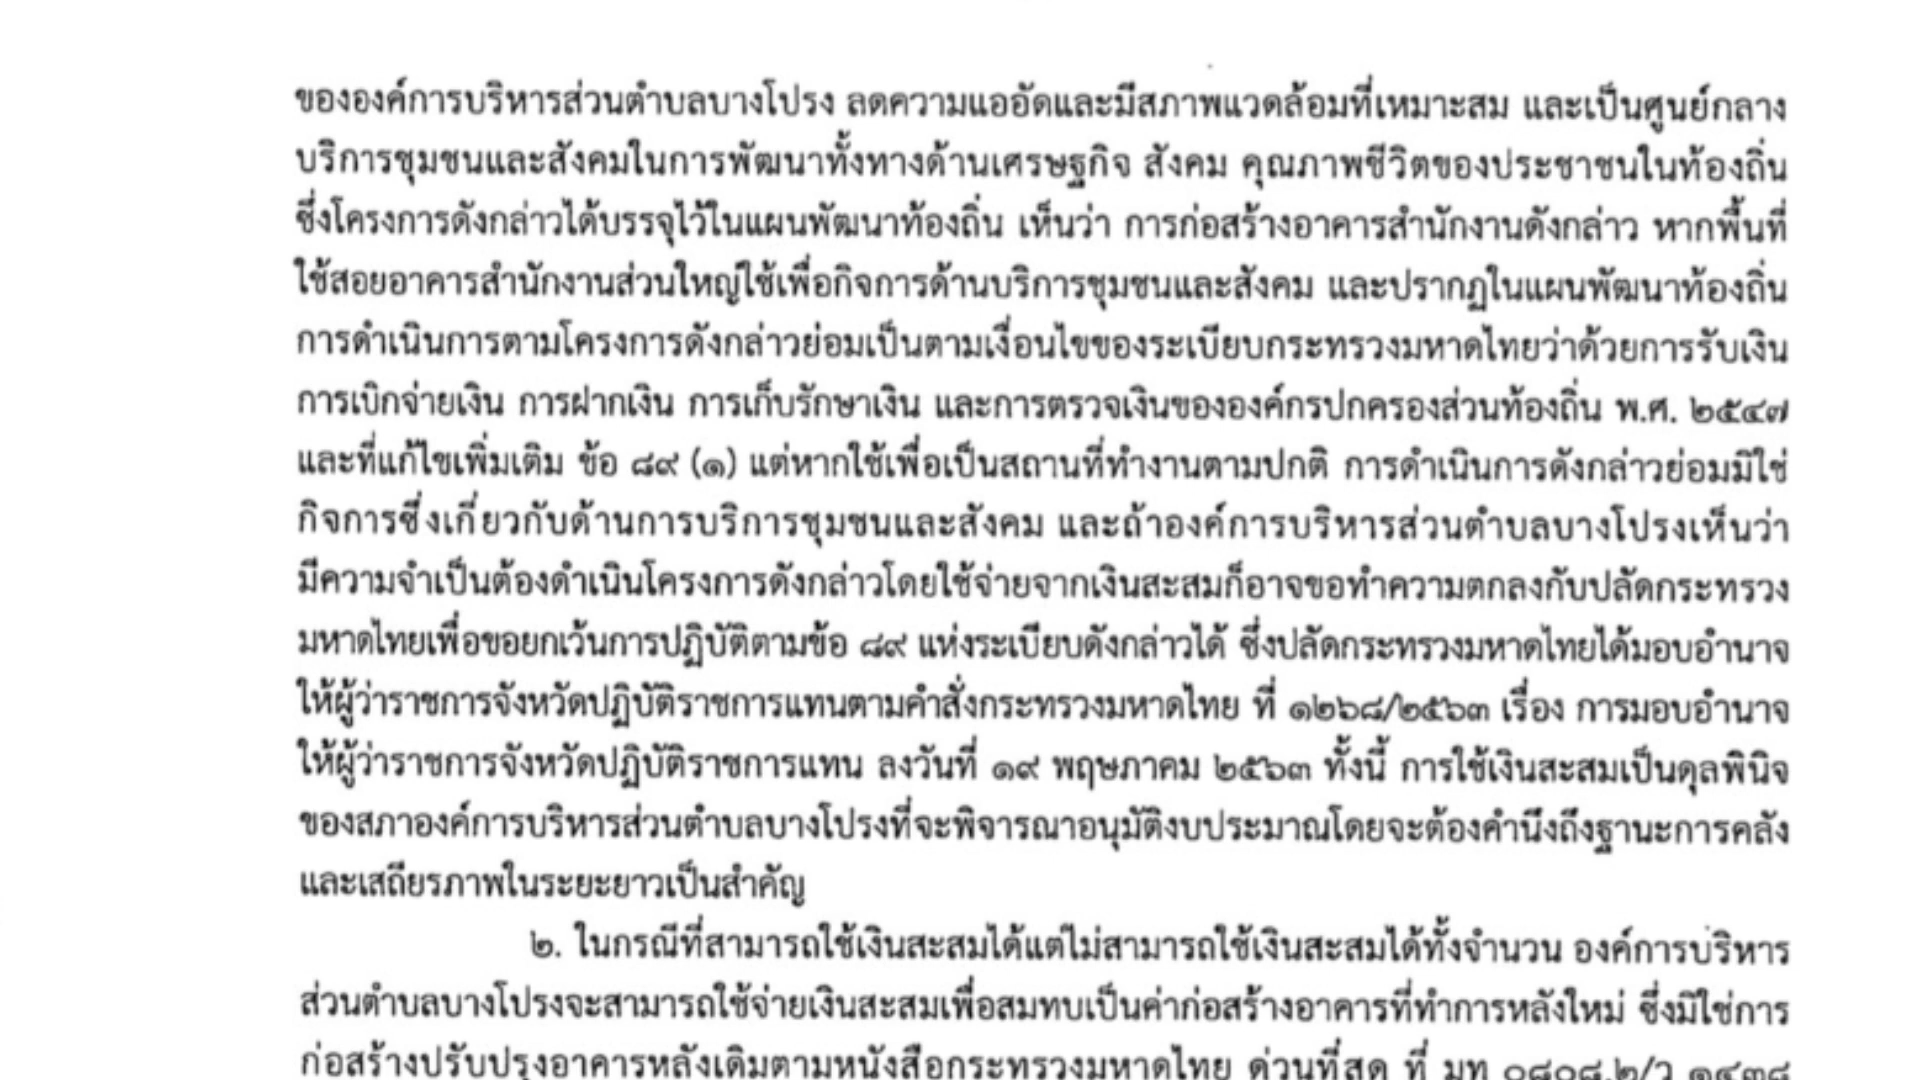 ขององค์การบริหารส่วนตำบลบางโปรง ลดความแออัดและมีสภาพแวดล้อมที่เหมาะสม และเป็นศูนย์กลาง
บริการชุมชนและสังคมในการพัฒนาทั้งทางด้านเศรษฐกิจ สังคม คุณภาพชีวิตของประชาชนในท้องถิ่น
ซึ่งโครงการดังกล่าวได้บรรจุไว้ในแผนพัฒนาท้องถิ่น เห็นว่า การก่อสร้างอาคารสำนักงานดังกล่าว หากพื้นที่
ใช้สอยอาคารสำนักงานส่วนใหญ่ใช้เพื่อกิจการด้านบริการชุมชนและสังคม และปรากฏในแผนพัฒนาท้องถิ่น
การดำเนินการตามโครงการดังกล่าวย่อมเป็นตามเงื่อนไขของระเบียบกระทรวงมหาดไทยว่าด้วยการรับเงิน
การเบิกจ่ายเงิน การฝากเงิน การเก็บรักษาเงิน และการตรวจเงินขององค์กรปกครองส่วนท้องถิ่น พ.ศ. ๒๕๔๗
และที่แก้ไขเพิ่มเติม ข้อ ๘๙ (๑) แต่หากใช้เพื่อเป็นสถานที่ทำงานตามปกติ การดำเนินการดังกล่าวย่อมมิใช่
กิจการซึ่งเกี่ยวกับด้านการบริการชุมชนและสังคม และถ้าองค์การบริหารส่วนตำบลบางโปรงเห็นว่า
มีความจำเป็นต้องดำเนินโครงการดังกล่าวโดยใช้จ่ายจากเงินสะสมก็อาจขอทำความตกลงกับปลัดกระทรวง
มหาดไทยเพื่อขอยกเว้นการปฏิบัติตามข้อ ๘๙ แห่งระเบียบดังกล่าวได้ ซึ่งปลัดกระทรวงมหาดไทยได้มอบอำนาจ
ให้ผู้ว่าราชการจังหวัดปฏิบัติราชการแทนตามคำสั่งกระทรวงมหาดไทย ที่ ๑๒๖๘/๒๕๖๓ เรื่อง การมอบอำนาจ
ให้ผู้ว่าราชการจังหวัดปฏิบัติราชการแทน ลงวันที่ ๑๙ พฤษภาคม ๒๕๖๓ ทั้งนี้ การใช้เงินสะสมเป็นดุลพินิจ
ของสภาองค์การบริหารส่วนตำบลบางโปรงที่จะพิจารณาอนุมัติงบประมาณโดยจะต้องคำนึงถึงฐานะการคลัง
และเสถียรภาพในระยะยาวเป็นสำคัญ
๒. ในกรณีที่สามารถใช้เงินสะสมได้แต่ไม่สามารถใช้เงินสะสมได้ทั้งจำนวน องค์การบริหาร
ส่วนตำบลบางโปรงจะสามารถใช้จ่ายเงินสะสมเพื่อสมทบเป็นค่าก่อสร้างอาคารที่ทำการหลังใหม่ ซึ่งมิใช่การ
ก่อสร้างปรับปรุงอาคารหลังเดิมตามหนังสือกระทรวงมหาดไทย ด่วนที่สุด ที่ มท ๐๘๐๘.๒/ว ๑๔๓๘